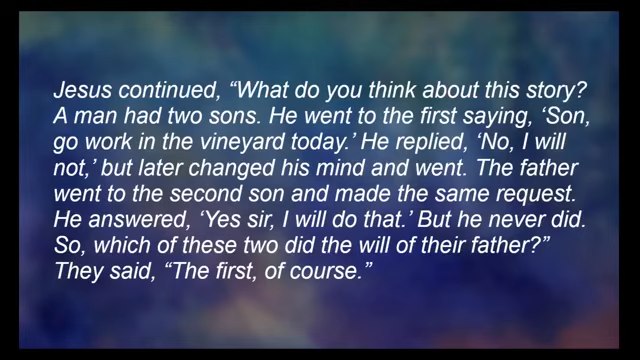 Jesus continued, “What do you think about this story?
A man had two sons. He went to the first saying, ‘Son,
go work in the vineyard today.’ He replied, ‘No, I will
not,’ but later changed his mind and went. The father
went to the second son and made the same request.
He answered, ‘Yes sir, I will do that.’ But he never did.
So, which of these two did the will of their father?”
They said, “The first, of course.”